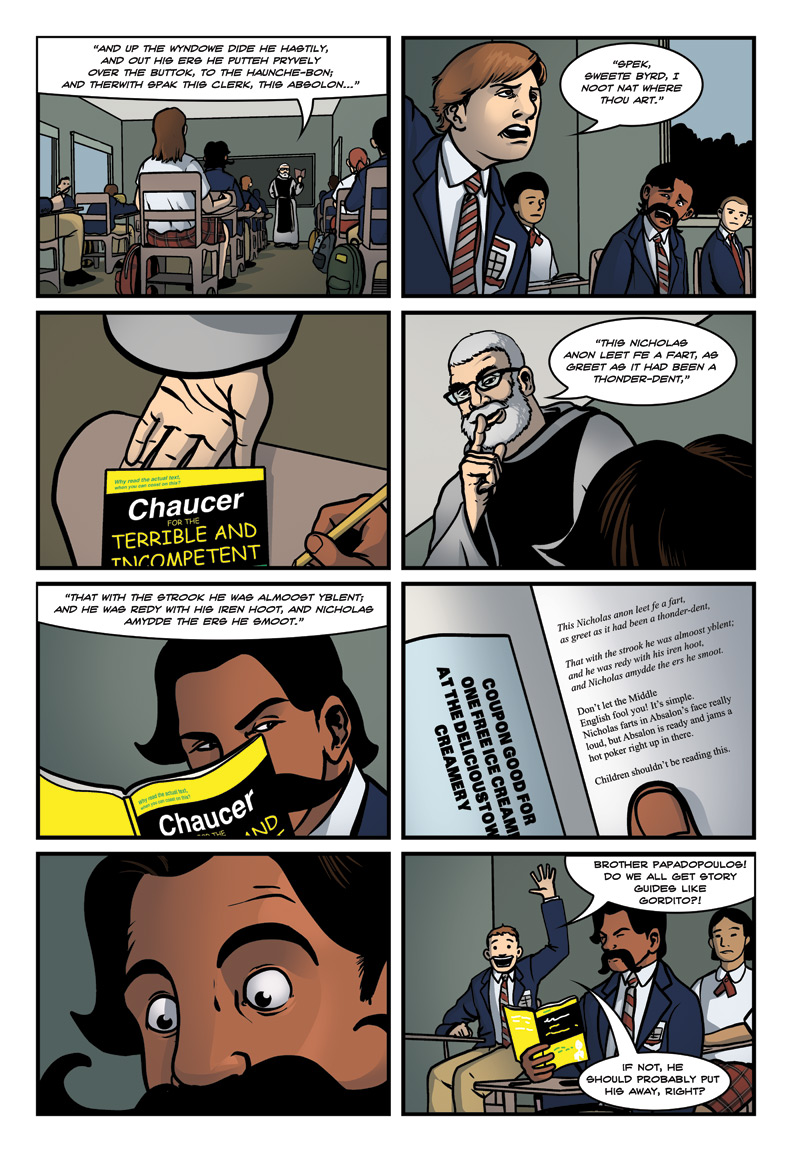 "AND UP THE WYNDOWE DIDE HE HASTILY,
AND OUT HIS ERS HE PUTTEH PRYVELY
OVER THE BUTTOK, TO THE HAUNCHE-BON;
AND THERWITH SPAK THIS CLERK, THIS ABSOLON..."
"SPEK,
SWEETE BYRD, I
NOOT NAT WHERE
THOU ART."
Why read the actual text,
when you can coast on this?
Chaucer
FOR THE
TERRIBLE AND
INCOMPETENT
"THIS NICHOLAS
ANON LEET FE A FART, AS
GREET AS IT HAD BEEN A
THONDER-DENT,"
"THAT WITH THE STROOK HE WAS ALMOOST YBLENT;
AND HE WAS REDY WITH HIS IREN HOOT, AND NICHOLAS
AMYDDE THE ERS HE SMOOT."
Why read the actual text,
when you can coast on this?
Chaucer
FOR THE
AND
COUPON GOOD FOR
ONE FREE ICE CREAM
AT THE DELICIOUSTOW
CREAMERY
This Nicholas anon leet fe a fart,
as greet as it had been a thonder-dent,
That with the strook he was almoost yblent;
and he was redy with his iren hoot,
and Nicholas amydde the ers he smoot.
Don't let the Middle
English fool you! It's simple.
Nicholas farts in Absalon's face really
loud, but Absalon is ready and jams a
hot poker right up in there.
Children shouldn't be reading this.
BROTHER PAPADOPOULOS!
DO WE ALL GET STORY
GUIDES LIKE
GORDITO?!
IF NOT, HE
SHOULD PROBABLY PUT
HIS AWAY, RIGHT?